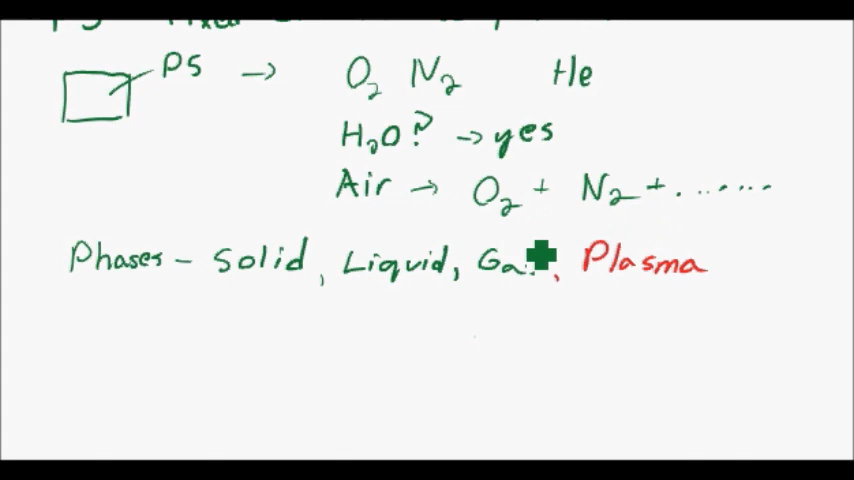 PS → O₂ N₂ He
H₂O? → yes
Air → O₂ + N₂ + .......
Phases - Solid, Liquid, Ga , Plasma